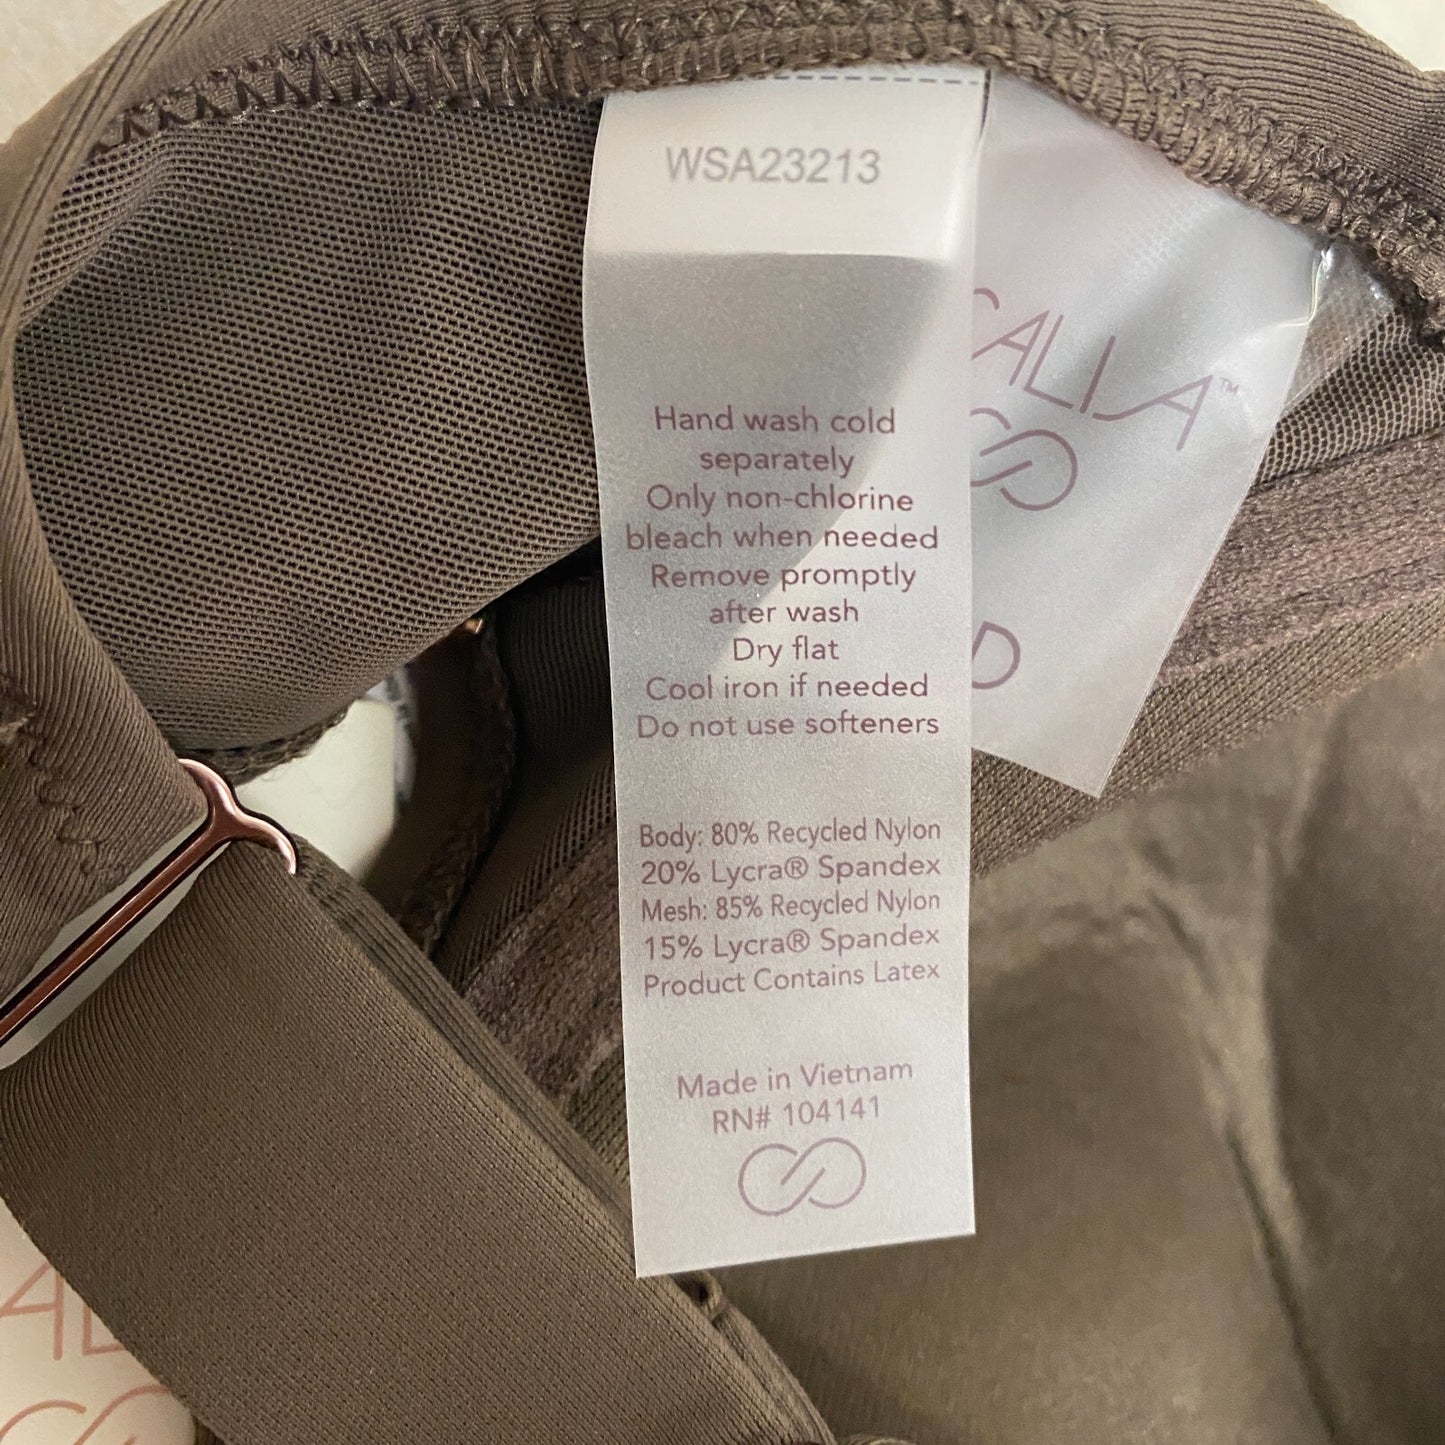 WSA23213
Hand wash cold
separately
Only non-chlorine
bleach when needed
Remove promptly
after wash
Dry flat
Cool iron if needed
Do not use softeners
Body: 80% Recycled Nylon
20% Lycra® Spandex
Mesh: 85% Recycled Nylon
15% Lycra® Spandex
Product Contains Latex
Made in Vietnam
RN# 104141
CALIA™
D